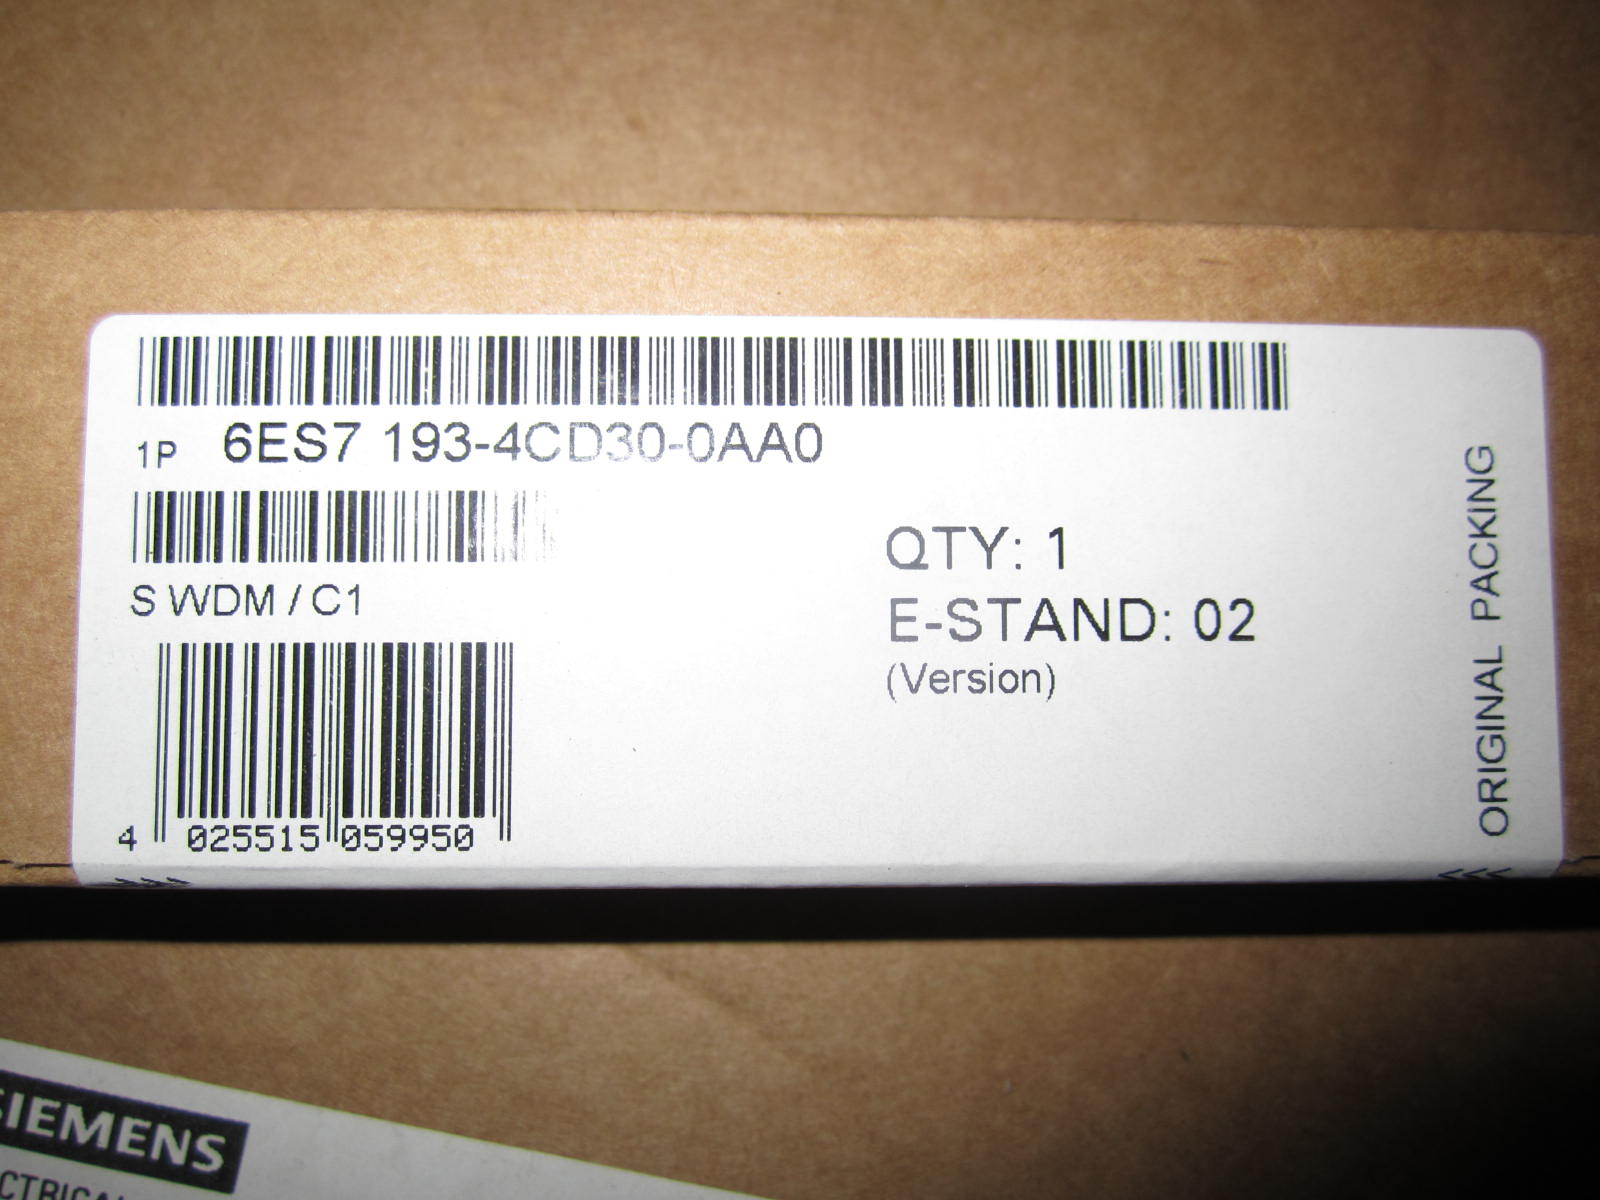 1P 6ES7 193-4CD30-0AA0
S WDM / C1
QTY: 1
E-STAND: 02
(Version)
4 025515 059950
ORIGINAL PACKING
SIEMENS